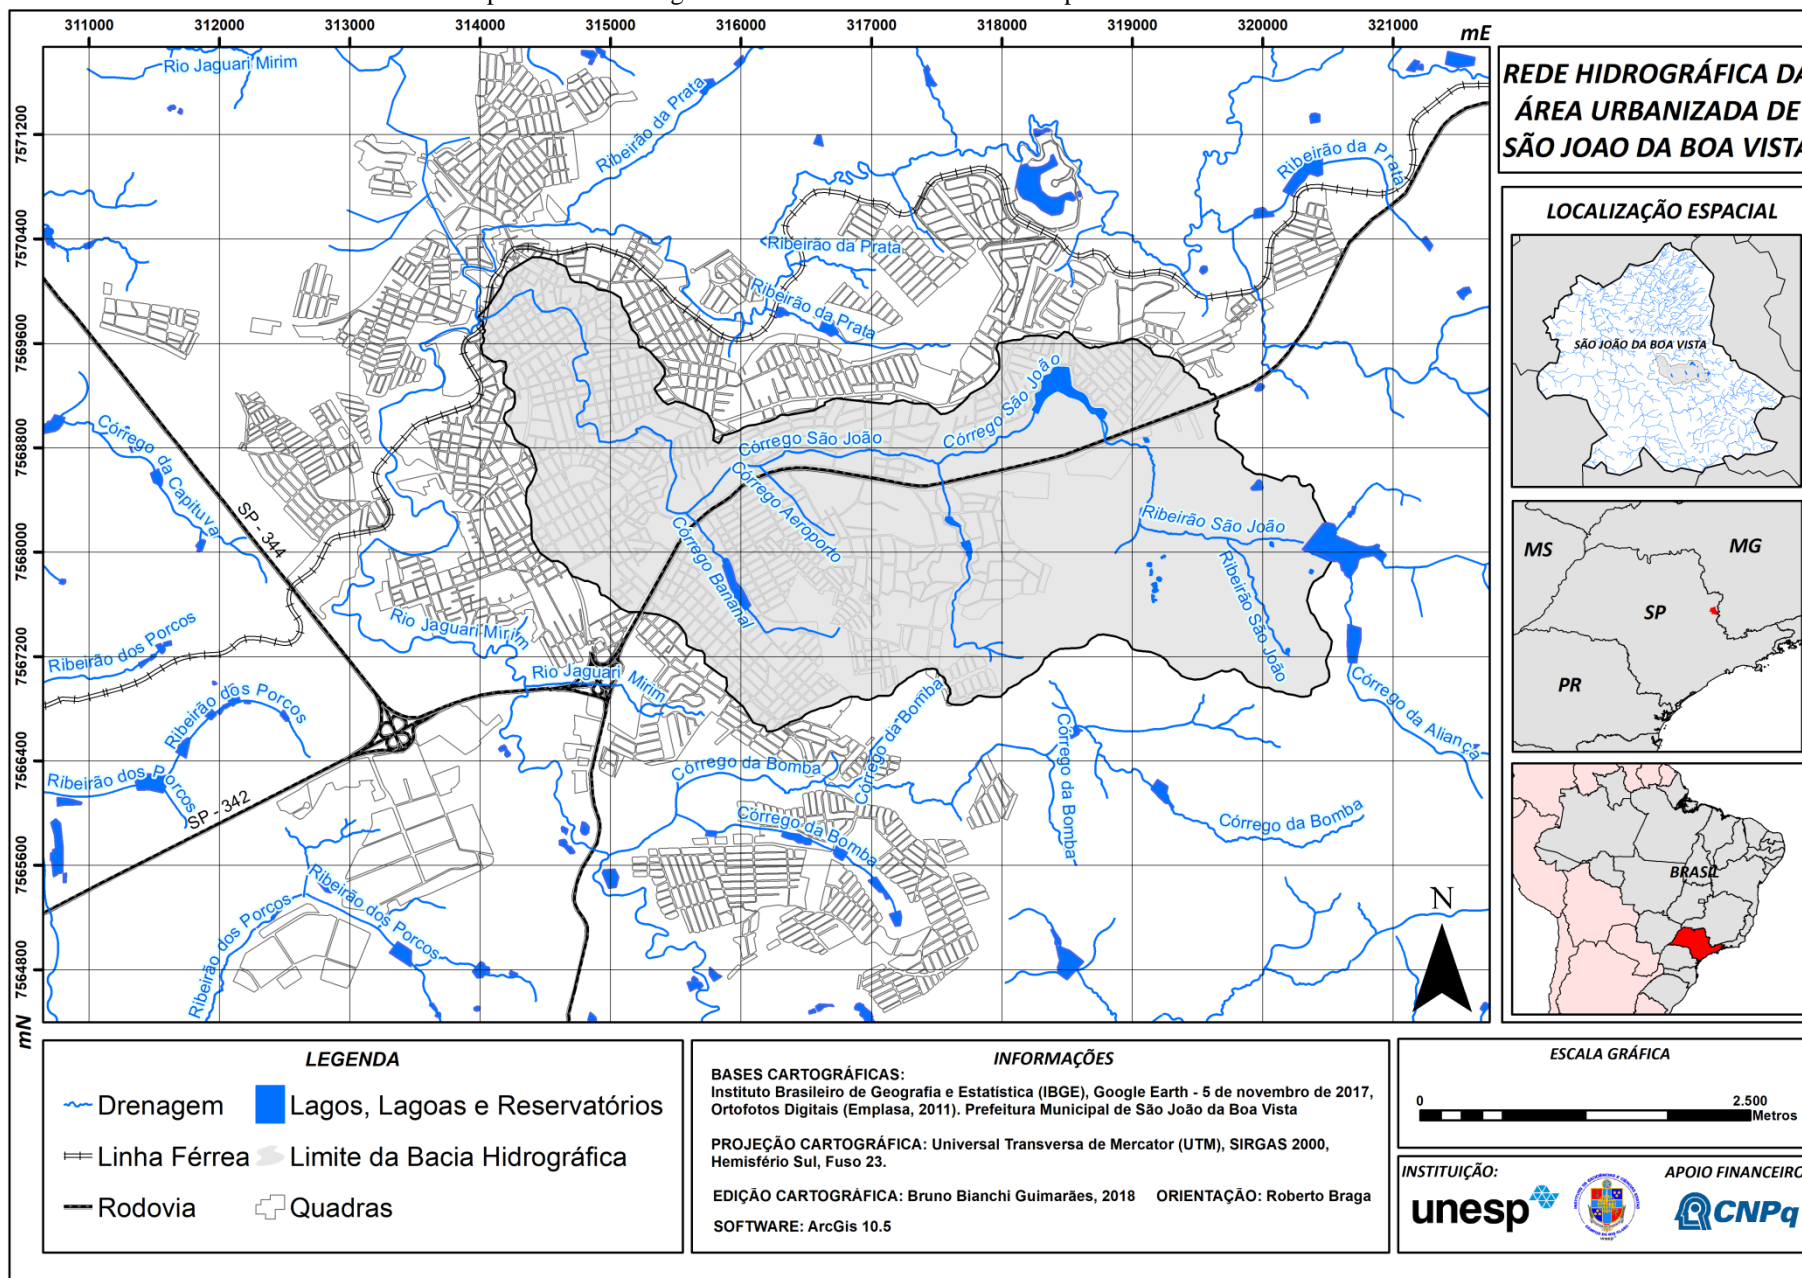 311000 312000 313000 314000 315000 316000 317000 318000 319000 320000 321000
mE
7571200
7570400
7569600
7568800
7568000
7567200
7566400
7565600
7564800
mN
Rio Jaguari Mirim
Ribeirão da Prata
Ribeirão da Prata
Ribeirão da Prata
Ribeirão da Prata
Córrego São João
Córrego São João
Córrego Aeroporto
Córrego Bananal
Ribeirão São João
Ribeirão São João
Córrego da Capituva
SP - 344
Rio Jaguari Mirim
Rio Jaguari Mirim
Ribeirão dos Porcos
Ribeirão dos Porcos
Ribeirão dos Porcos
SP - 342
Córrego da Bomba
Córrego da Bomba
Córrego da Bomba
Córrego da Bomba
Córrego da Bomba
Córrego da Aliança
Ribeirão dos Porcos
Ribeirão dos Porcos
N
REDE HIDROGRÁFICA DA
ÁREA URBANIZADA DE
SÃO JOAO DA BOA VISTA
LOCALIZAÇÃO ESPACIAL
SÃO JOÃO DA BOA VISTA
MS
MG
SP
PR
BRASIL
LEGENDA
Drenagem
Lagos, Lagoas e Reservatórios
Linha Férrea
Limite da Bacia Hidrográfica
Rodovia
Quadras
INFORMAÇÕES
BASES CARTOGRÁFICAS:
Instituto Brasileiro de Geografia e Estatística (IBGE), Google Earth - 5 de novembro de 2017,
Ortofotos Digitais (Emplasa, 2011). Prefeitura Municipal de São João da Boa Vista
PROJEÇÃO CARTOGRÁFICA: Universal Transversa de Mercator (UTM), SIRGAS 2000,
Hemisfério Sul, Fuso 23.
EDIÇÃO CARTOGRÁFICA: Bruno Bianchi Guimarães, 2018 ORIENTAÇÃO: Roberto Braga
SOFTWARE: ArcGis 10.5
ESCALA GRÁFICA
0 2.500
Metros
INSTITUIÇÃO:
unesp
APOIO FINANCEIRO
CNPq